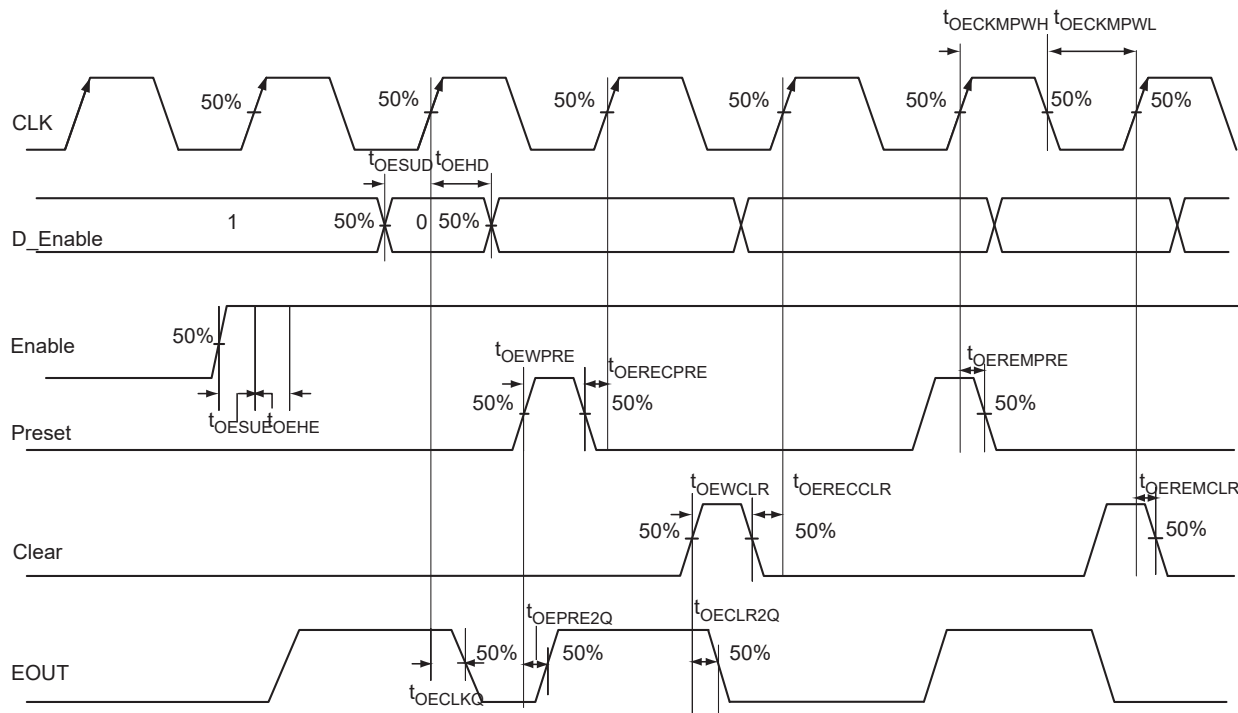 tOECKMPWH tOECKMPWL
50% 50% 50% 50% 50% 50% 50%
CLK
tOESUD tOEHD
1 50% 0 50%
D_Enable
50%
Enable
tOESUE tOEHE
tOEWPRE tOERECPRE tOEREMPRE
50% 50% 50%
Preset
tOEWCLR tOERECCLR tOEREMCLR
50% 50% 50%
Clear
tOEPRE2Q tOECLR2Q
50% 50% 50%
EOUT
tOECLKQ